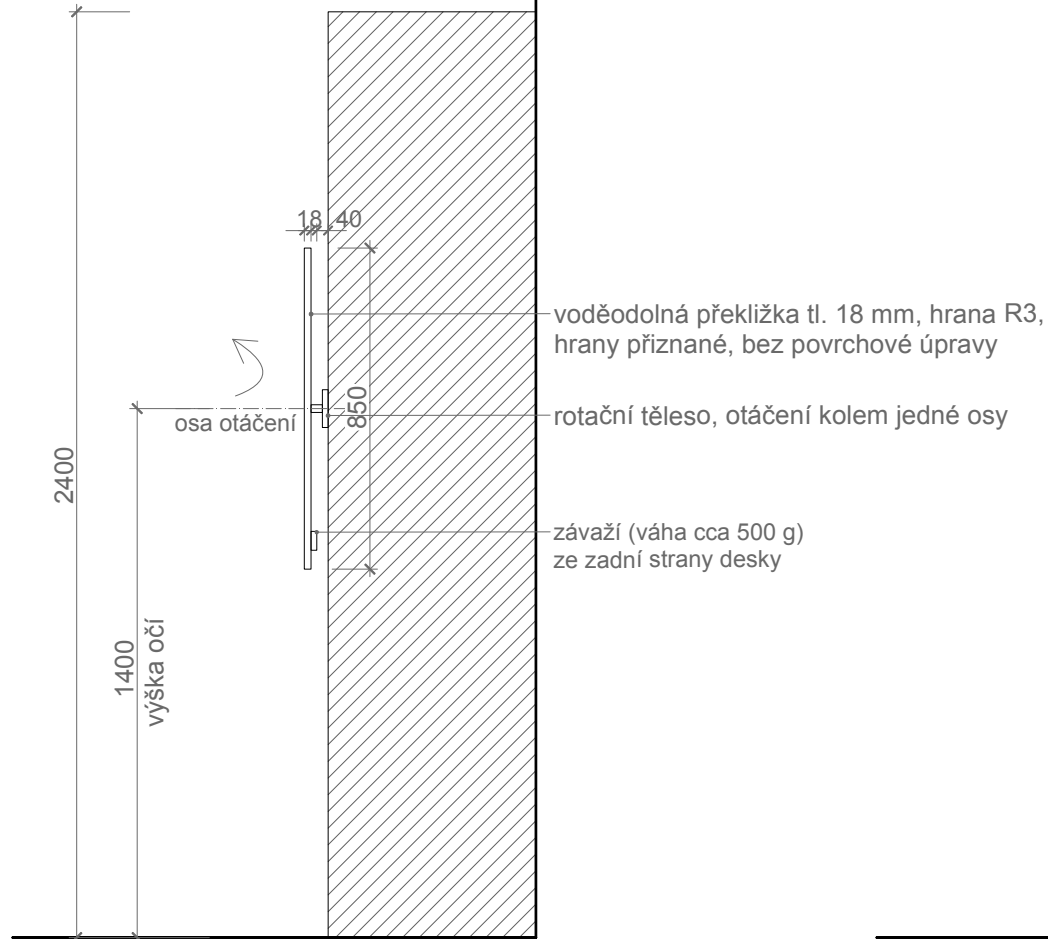 18 40
voděodolná překližka tl. 18 mm, hrana R3,
hrany přiznané, bez povrchové úpravy
850
osa otáčení
rotační těleso, otáčení kolem jedné osy
2400
závaží (váha cca 500 g)
ze zadní strany desky
1400
výška očí